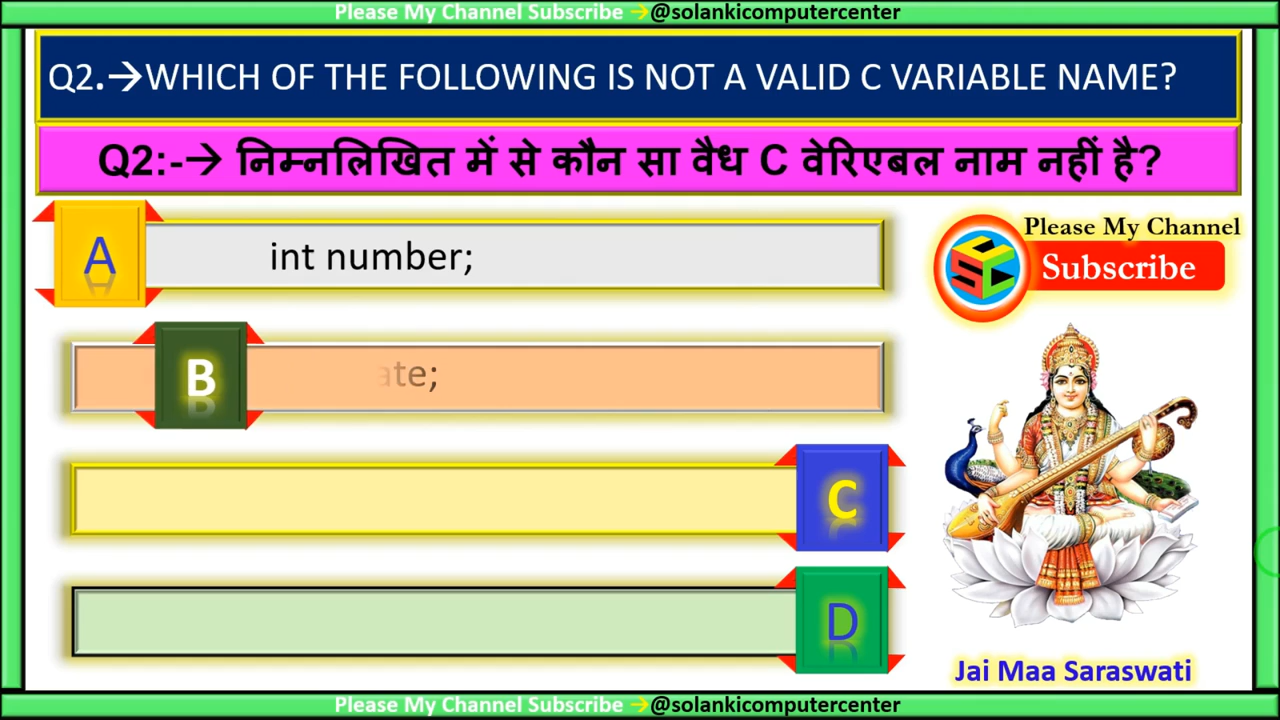 Please My Channel Subscribe →@solankicomputercenter
Q2.→WHICH OF THE FOLLOWING IS NOT A VALID C VARIABLE NAME?
Q2:-→ निम्नलिखित में से कौन सा वैध C वेरिएबल नाम नहीं है?
A int number;
B
C
D
Please My Channel
Subscribe
SCC
Jai Maa Saraswati
Please My Channel Subscribe →@solankicomputercenter